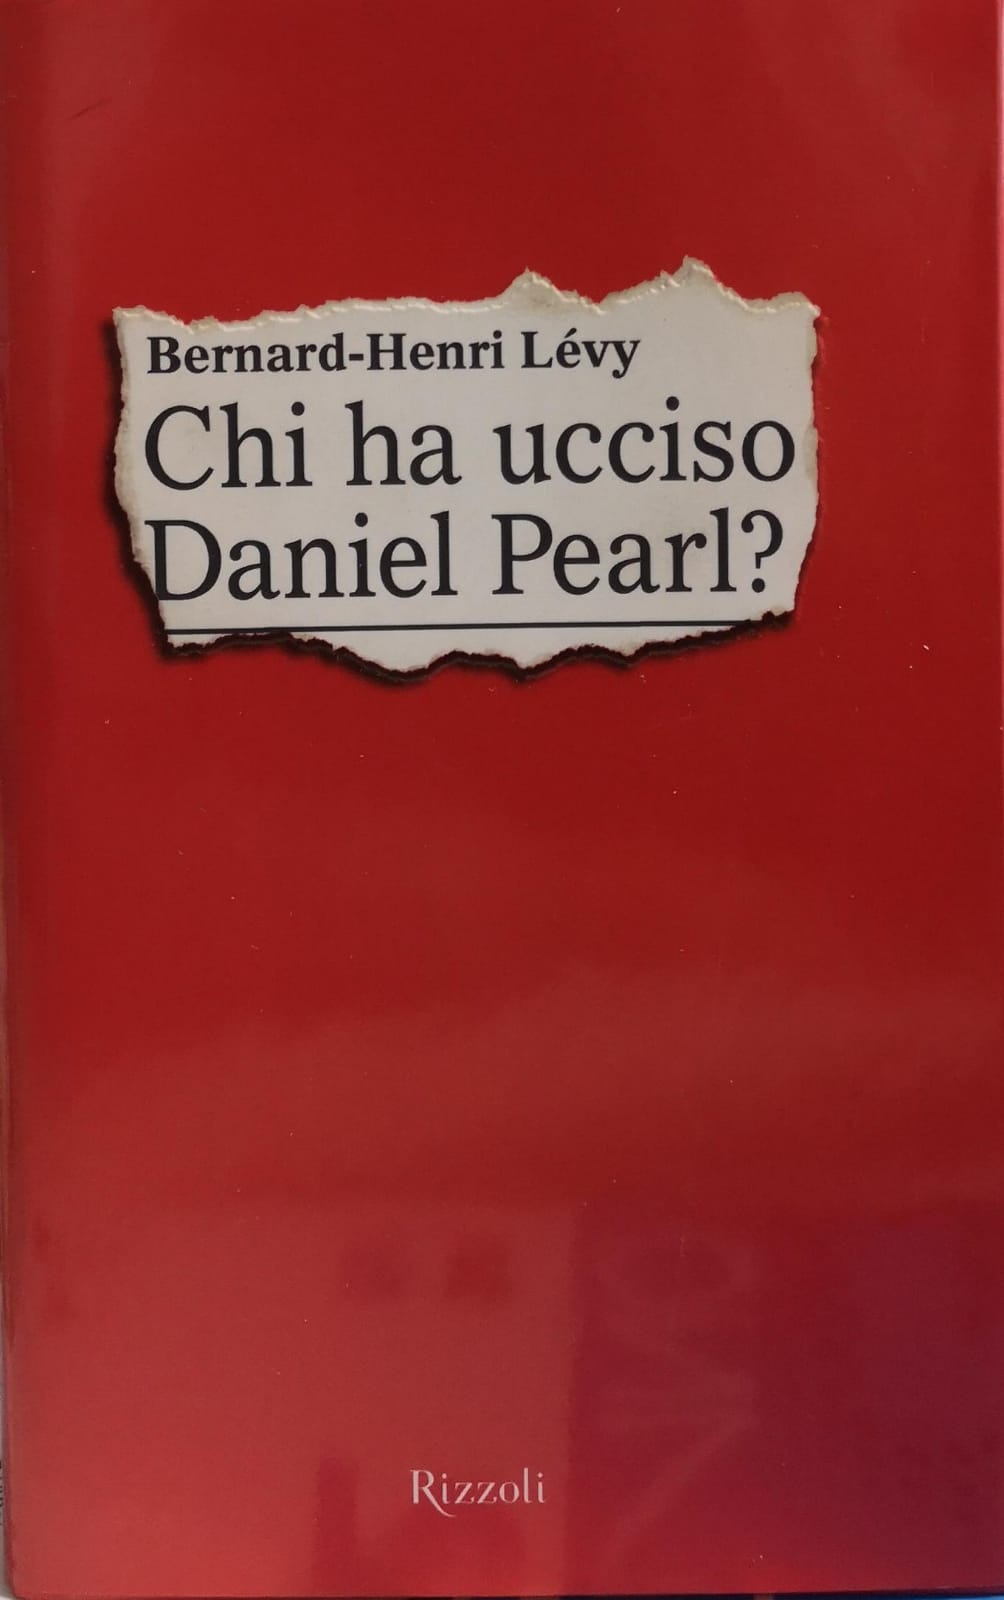 Bernard-Henri Lévy
Chi ha ucciso
Daniel Pearl?
Rizzoli